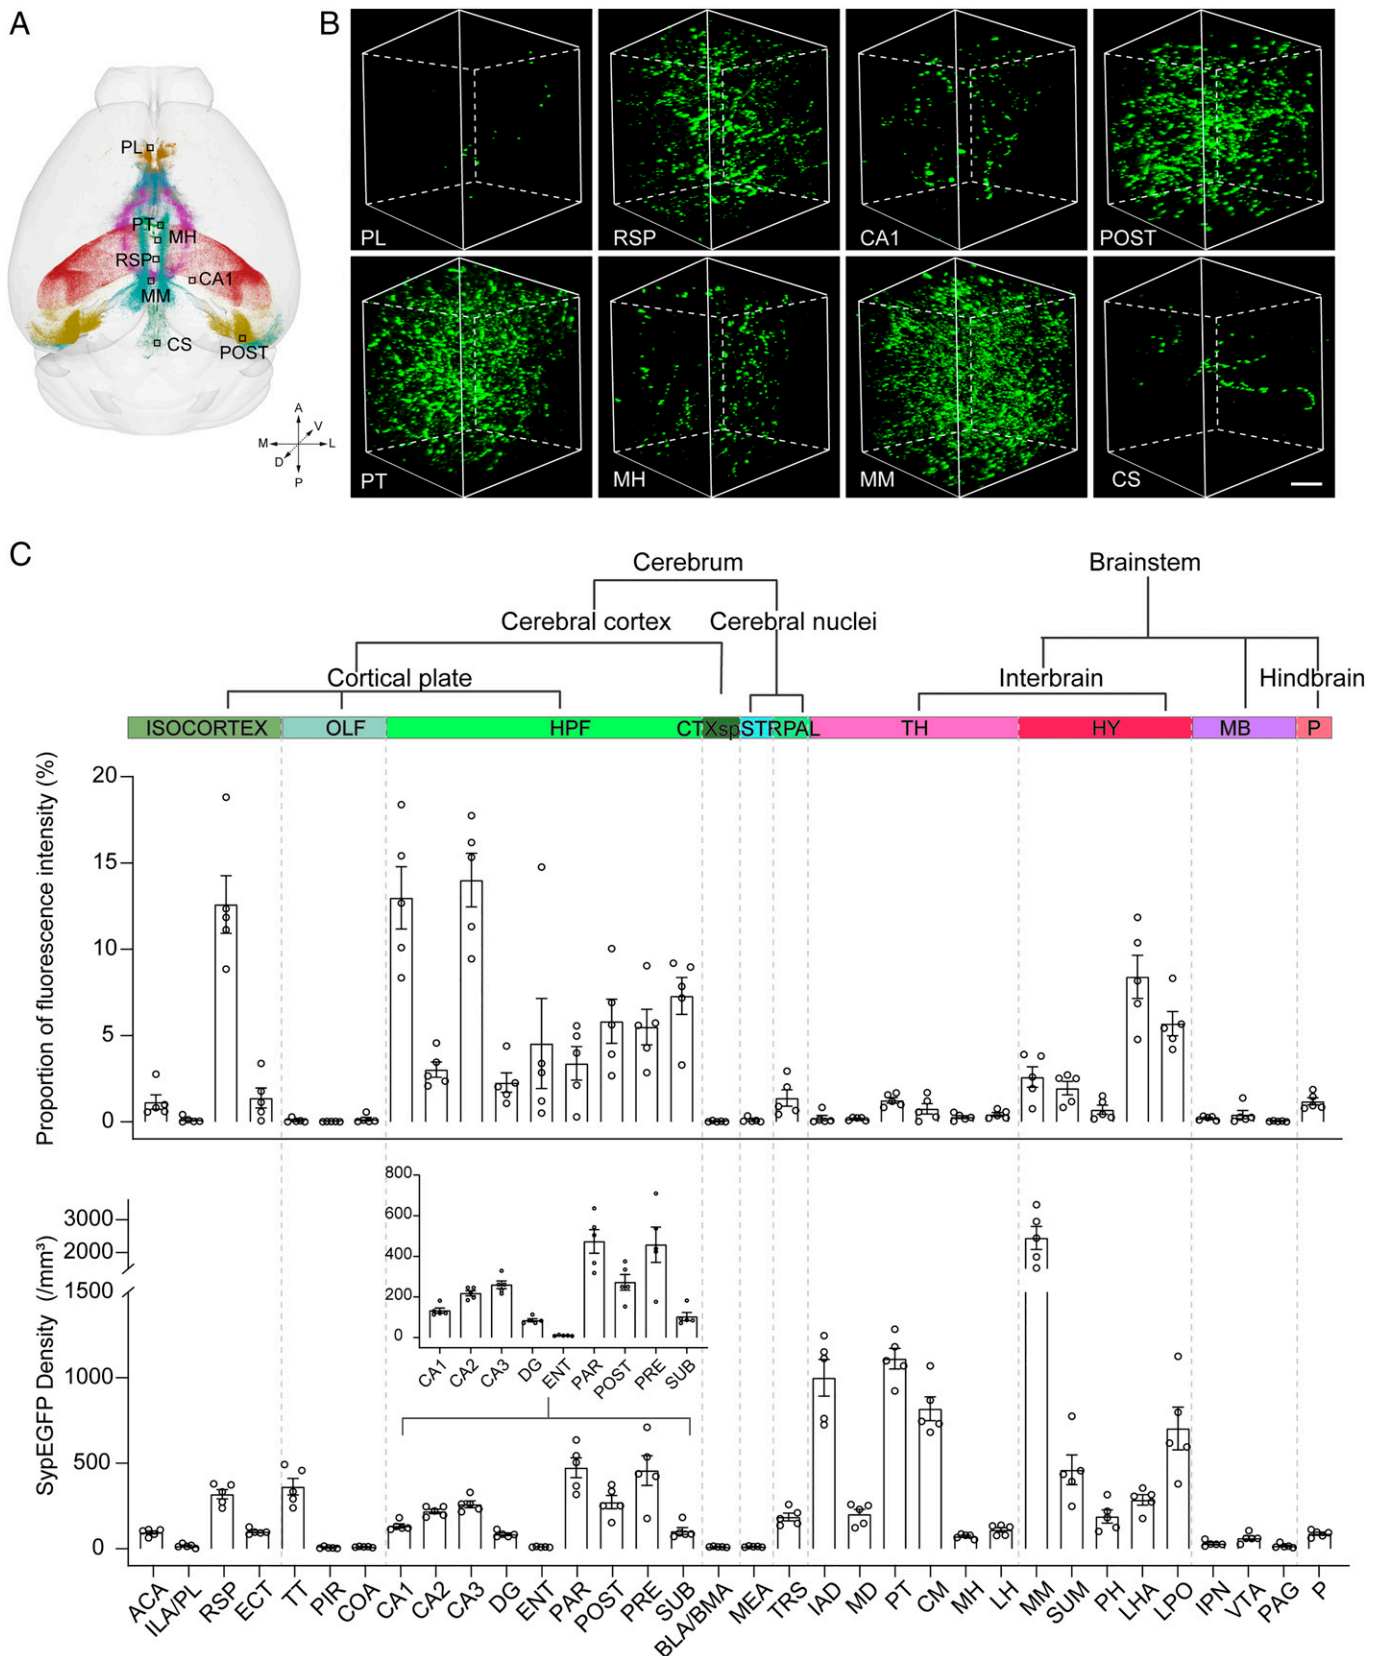 A
B
PL
PT
MH
RSP
CA1
MM
CS
POST
A
V
M
L
D
P
PL
RSP
CA1
POST
PT
MH
MM
CS
C
Cerebrum
Brainstem
Cerebral cortex
Cerebral nuclei
Cortical plate
Interbrain
Hindbrain
ISOCORTEX
OLF
HPF
CTXsp
STR
PAL
TH
HY
MB
P
Proportion of fluorescence intensity (%)
20
15
10
5
0
SypEGFP Density (/mm³)
3000
2000
1500
1000
500
0
800
600
400
200
0
CA1 CA2 CA3 DG ENT PAR POST PRE SUB
ACA ILA/PL RSP ECT TT PIR COA CA1 CA2 CA3 DG ENT PAR POST PRE SUB BLA/BMA MEA TRS IAD MD PT CM MH LH MM SUM PH LHA LPO IPN VTA PAG P